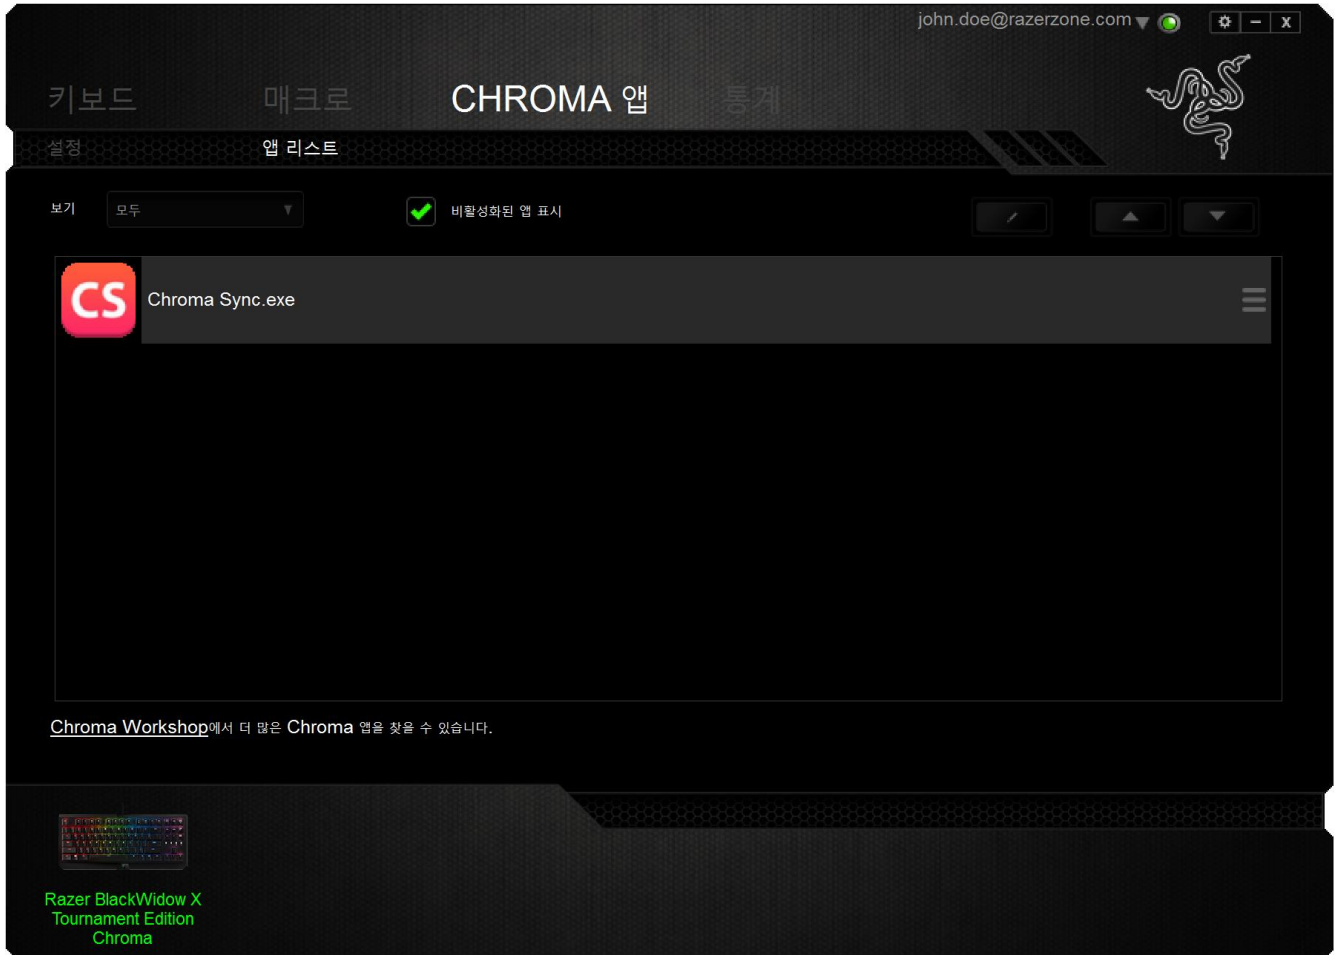 john.doe@razerzone.com
키보드 매크로 CHROMA 앱 통계
설정 앱 리스트
보기 모두 비활성화된 앱 표시
CS Chroma Sync.exe
Chroma Workshop에서 더 많은 Chroma 앱을 찾을 수 있습니다.
Razer BlackWidow X
Tournament Edition
Chroma